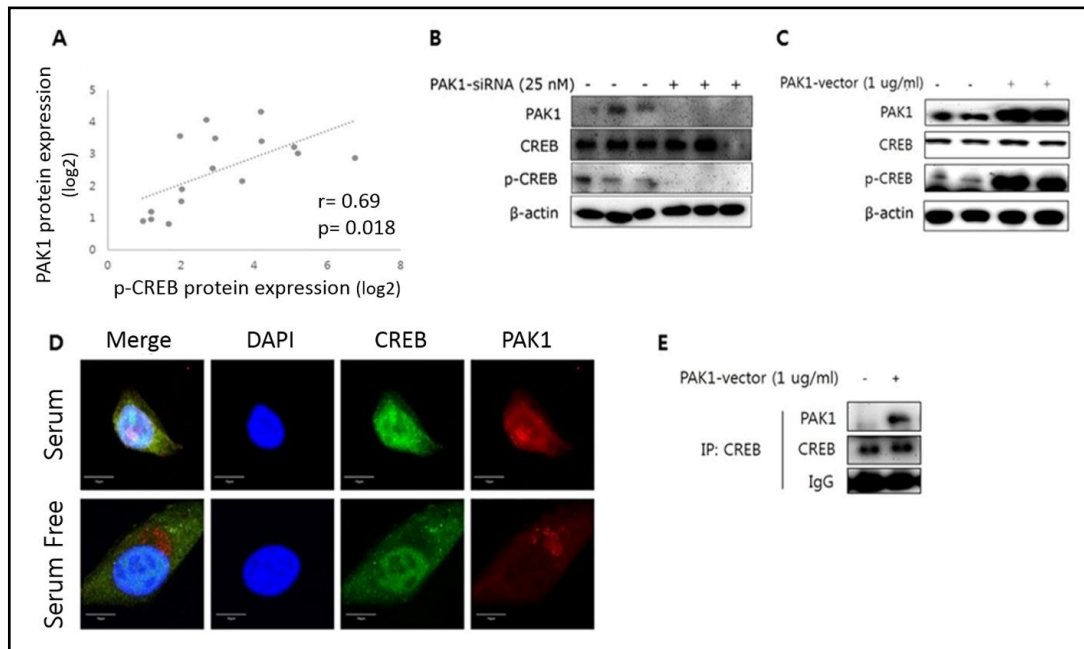 A
PAK1 protein expression
(log2)
5
4
3
2
1
0
0 2 4 6 8
r= 0.69
p= 0.018
p-CREB protein expression (log2)
B
PAK1-siRNA (25 nM) - - - + + +
PAK1
CREB
p-CREB
β-actin
C
PAK1-vector (1 ug/ml) - - + +
PAK1
CREB
p-CREB
β-actin
D
Merge DAPI CREB PAK1
Serum
Serum Free
E
PAK1-vector (1 ug/ml) - +
IP: CREB
PAK1
CREB
IgG